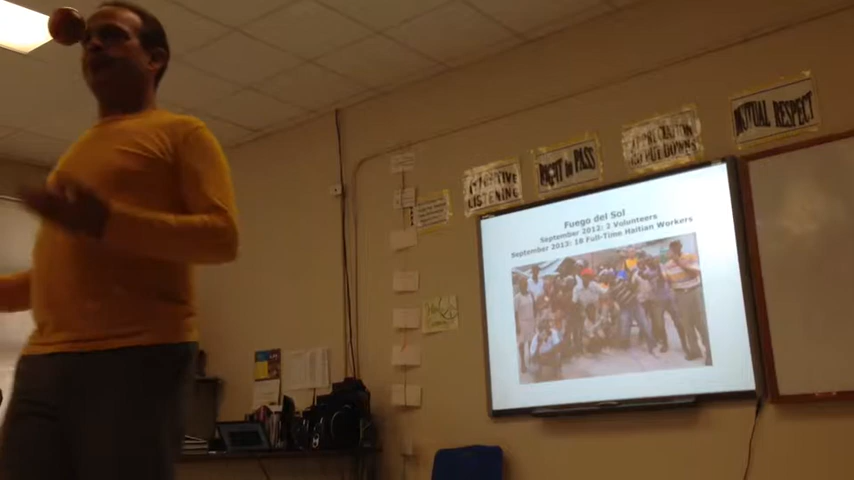 ATTENTIVE
LISTENING
RIGHT to PASS
APPRECIATION
NO PUT DOWNS
MUTUAL RESPECT
Fuego del Sol
September 2012: 2 Volunteers
September 2013: 18 Full-Time Haitian Workers